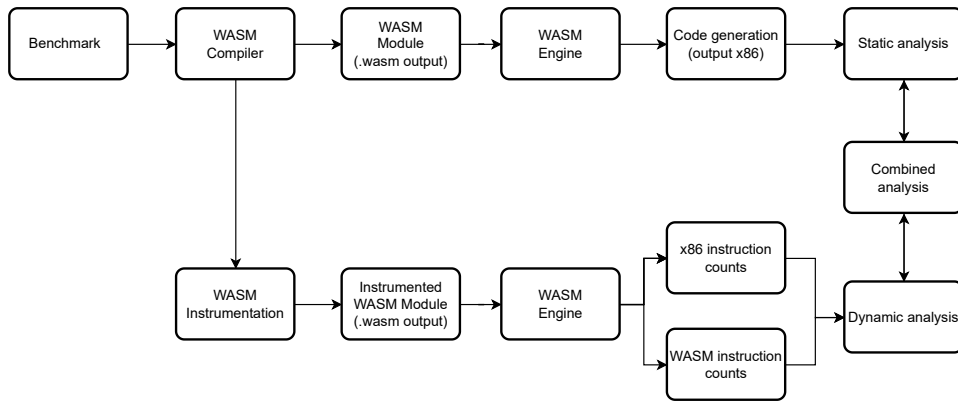 Benchmark
WASM
Compiler
WASM
Module
(.wasm output)
WASM
Engine
Code generation
(output x86)
Static analysis
Combined
analysis
WASM
Instrumentation
Instrumented
WASM Module
(.wasm output)
WASM
Engine
x86 instruction
counts
WASM instruction
counts
Dynamic analysis